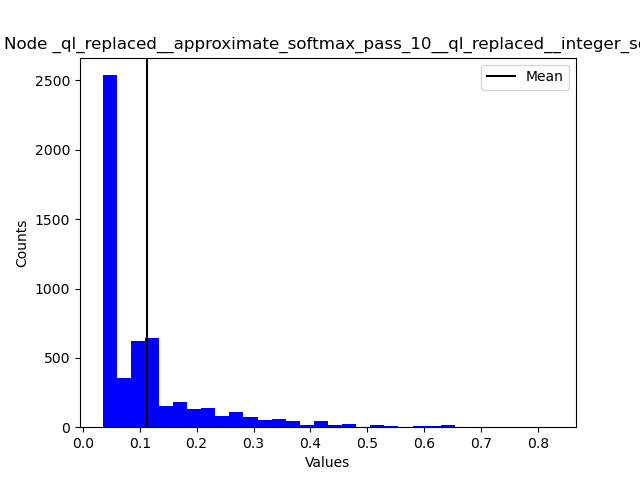 Node _ql_replaced__approximate_softmax_pass_10__ql_replaced__integer_so
Mean
Counts
2500
2000
1500
1000
500
0
0.0 0.1 0.2 0.3 0.4 0.5 0.6 0.7 0.8
Values